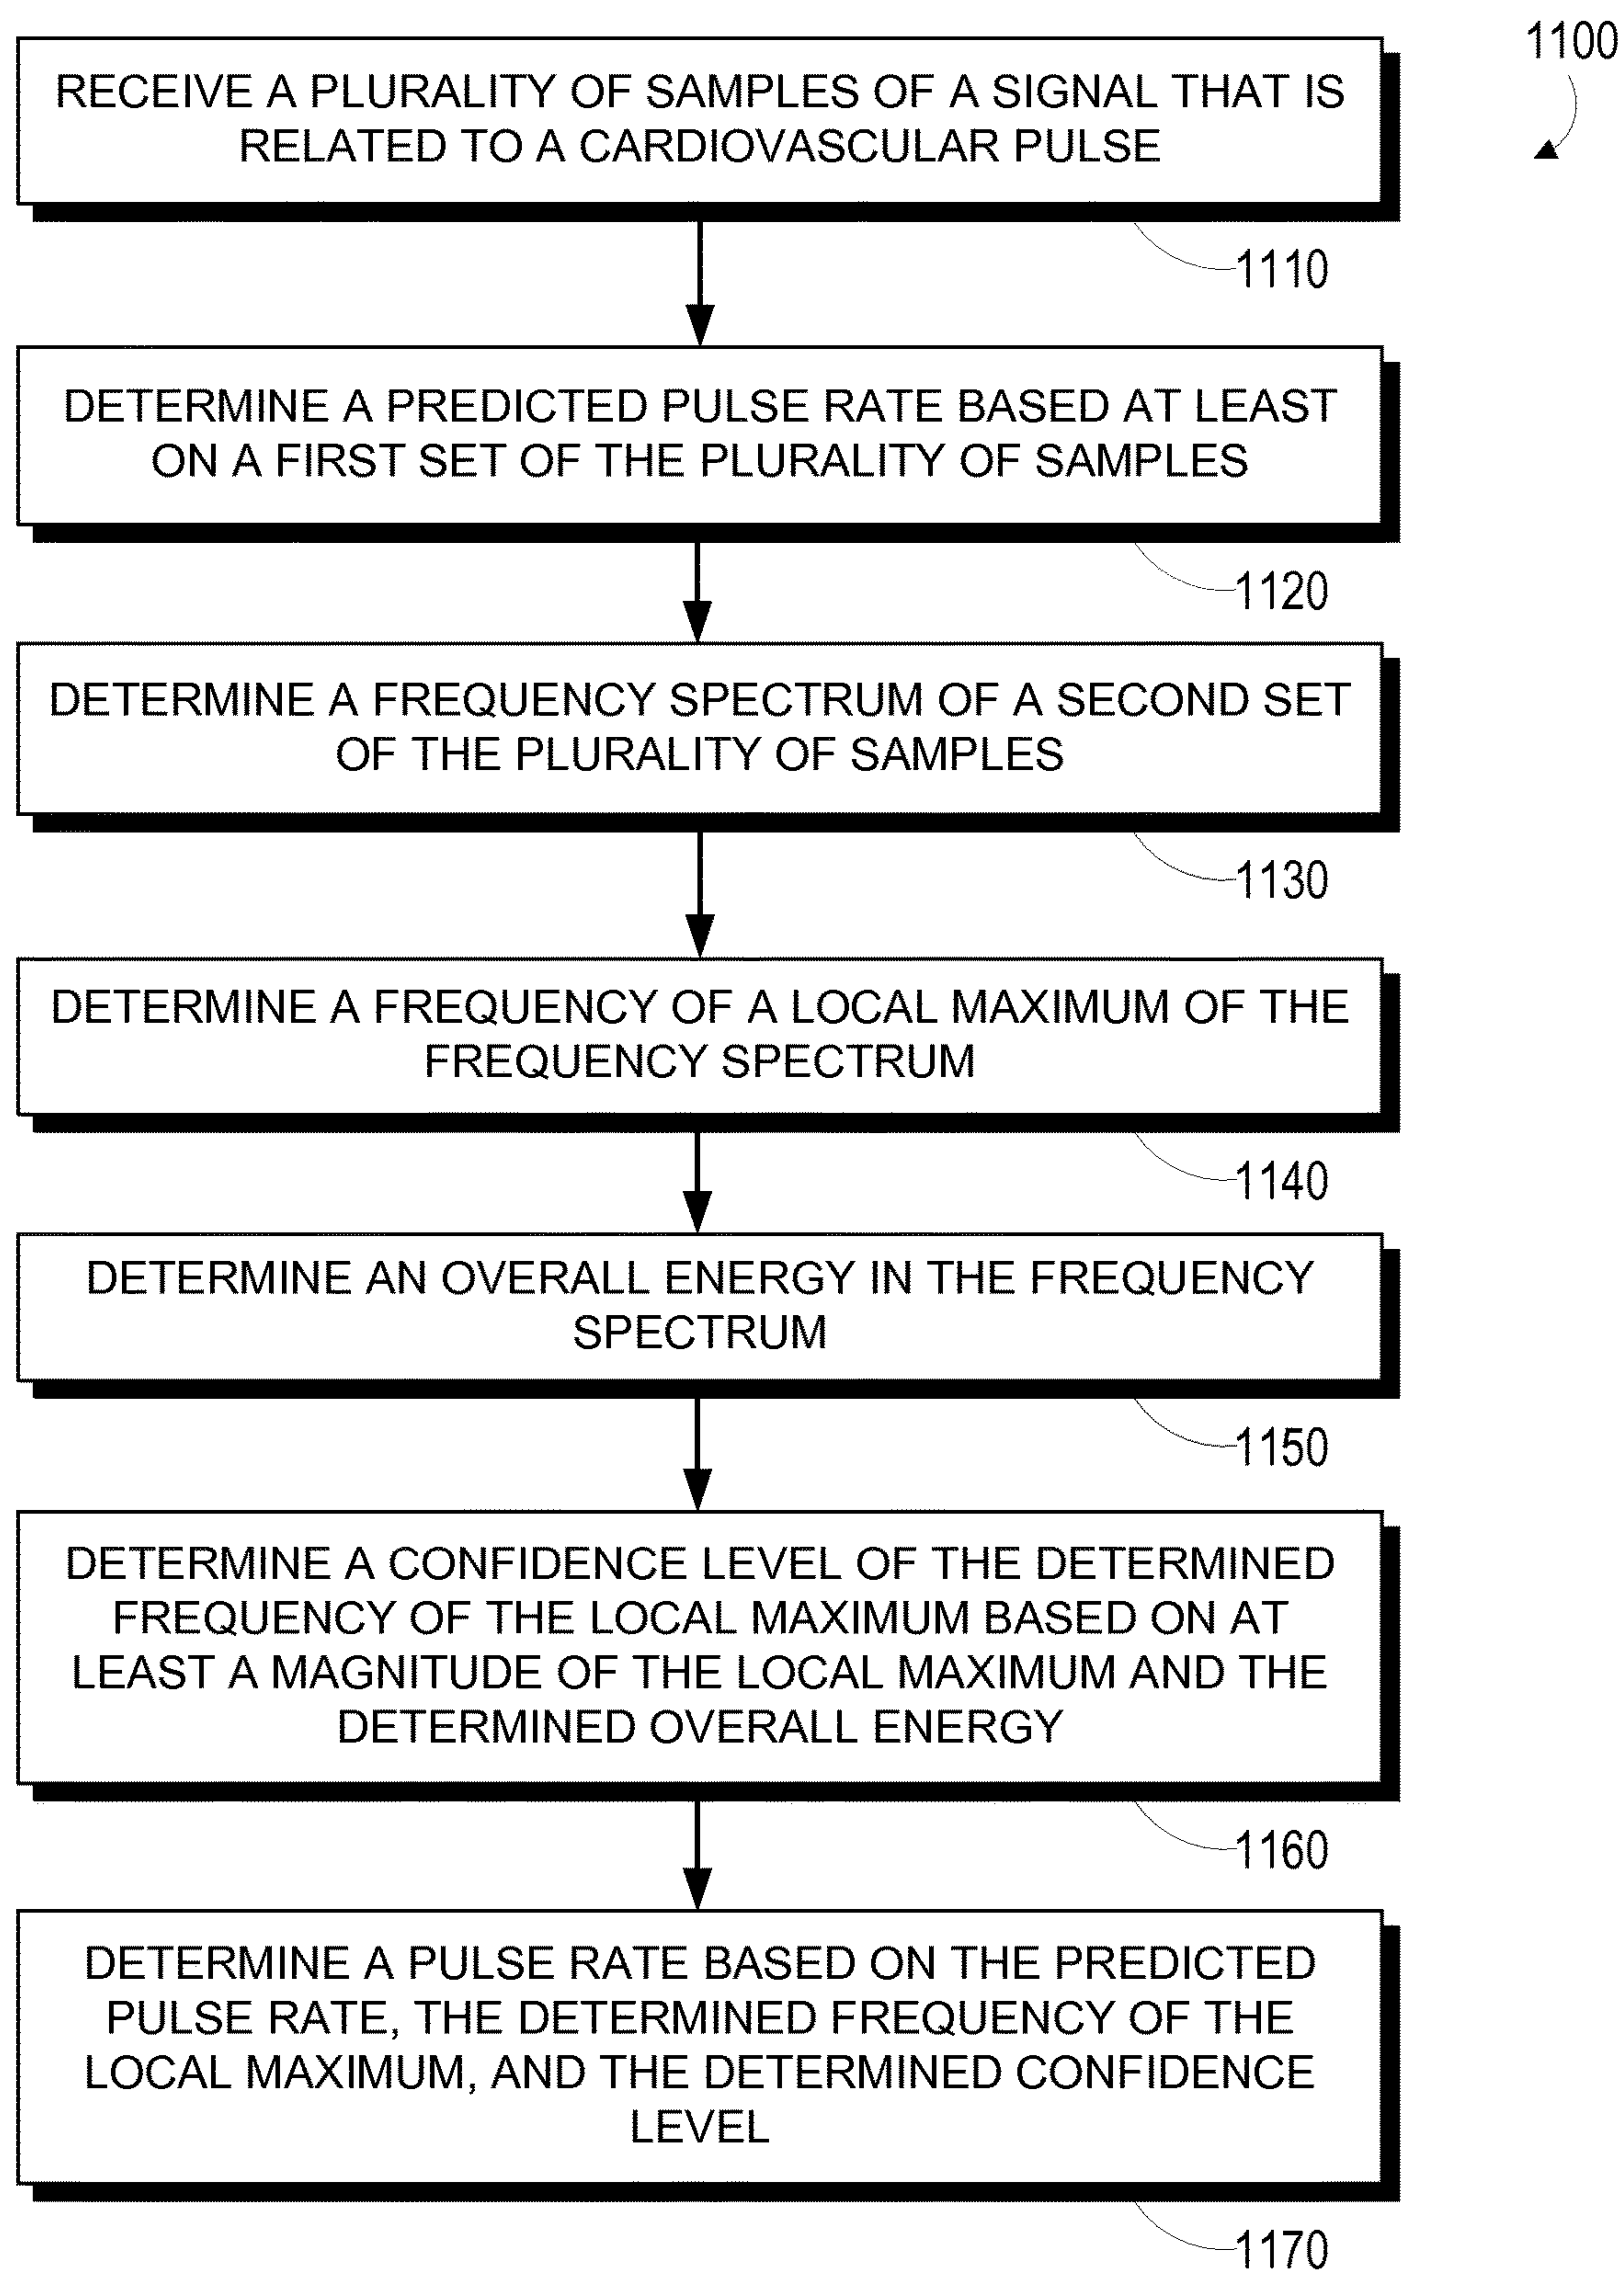 1100
RECEIVE A PLURALITY OF SAMPLES OF A SIGNAL THAT IS
RELATED TO A CARDIOVASCULAR PULSE
1110
DETERMINE A PREDICTED PULSE RATE BASED AT LEAST
ON A FIRST SET OF THE PLURALITY OF SAMPLES
1120
DETERMINE A FREQUENCY SPECTRUM OF A SECOND SET
OF THE PLURALITY OF SAMPLES
1130
DETERMINE A FREQUENCY OF A LOCAL MAXIMUM OF THE
FREQUENCY SPECTRUM
1140
DETERMINE AN OVERALL ENERGY IN THE FREQUENCY
SPECTRUM
1150
DETERMINE A CONFIDENCE LEVEL OF THE DETERMINED
FREQUENCY OF THE LOCAL MAXIMUM BASED ON AT
LEAST A MAGNITUDE OF THE LOCAL MAXIMUM AND THE
DETERMINED OVERALL ENERGY
1160
DETERMINE A PULSE RATE BASED ON THE PREDICTED
PULSE RATE, THE DETERMINED FREQUENCY OF THE
LOCAL MAXIMUM, AND THE DETERMINED CONFIDENCE
LEVEL
1170